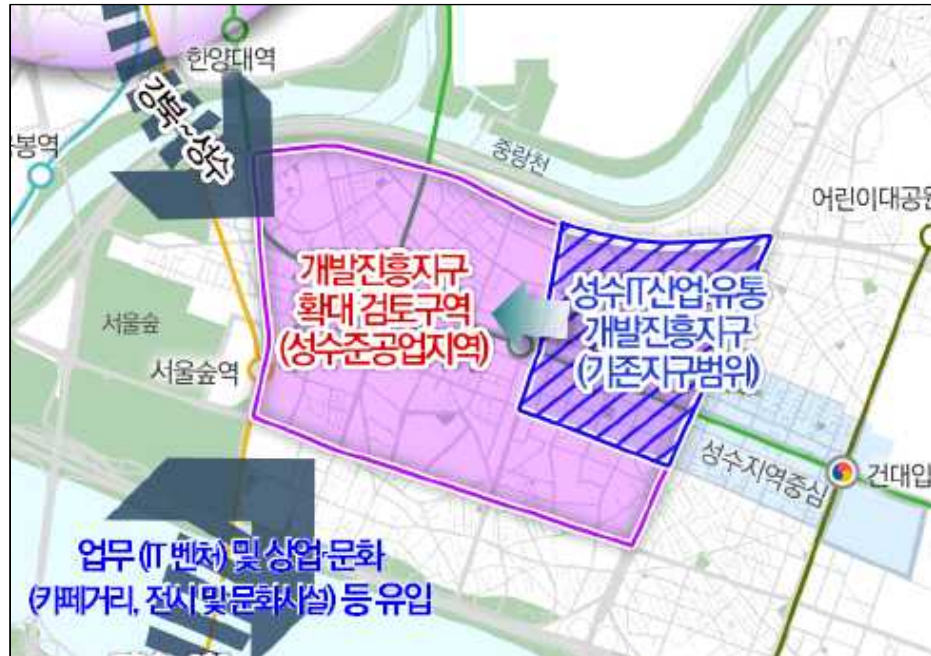 한양대역
강북~성수
봉역
중랑천
어린이대공원
개발진흥지구
확대 검토구역
(성수준공업지역)
성수IT산업·유통
개발진흥지구
(기존지구범위)
서울숲
서울숲역
성수지역중심
건대입
업무 (IT 벤처) 및 상업·문화
(카페거리, 전시 및 문화시설) 등 유입